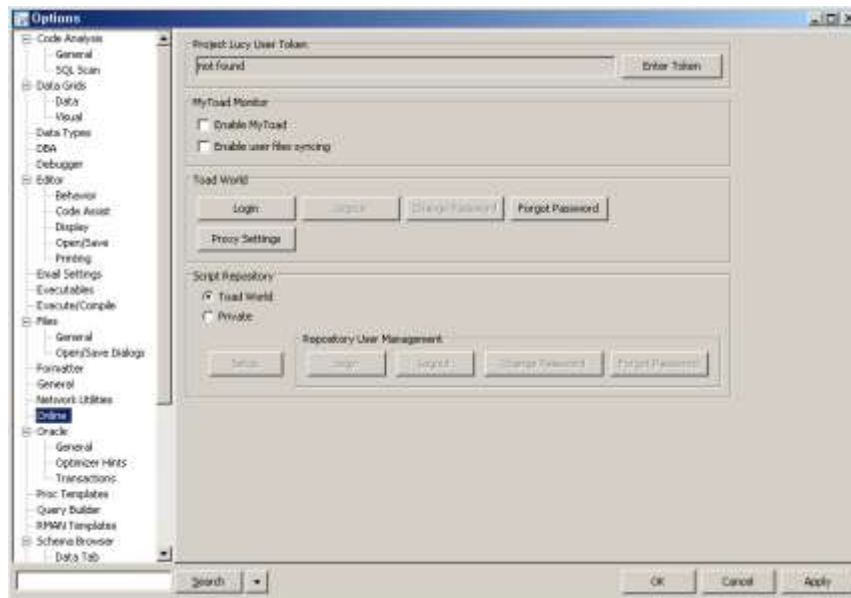 Options
Code Analysis
General
SQL Scan
Data Grids
Data
Visual
Data Types
DBA
Debugger
Editor
Behavior
Code Assist
Display
Open/Save
Printing
Email Settings
Executables
Execute/Compile
Files
General
Open/Save Dialogs
Formatter
General
Network Utilities
Online
Oracle
General
Optimizer Hints
Transactions
Proc Templates
Query Builder
RMAN Templates
Schema Browser
Data Tab
Project Lucy User Token
not found
Enter Token
MyToad Monitor
Enable MyToad
Enable user files syncing
Toad World
Login Logout Change Password Forgot Password
Proxy Settings
Script Repository
Toad World
Private
Repository User Management
Setup Login Logout Change Password Forgot Password
Search OK Cancel Apply